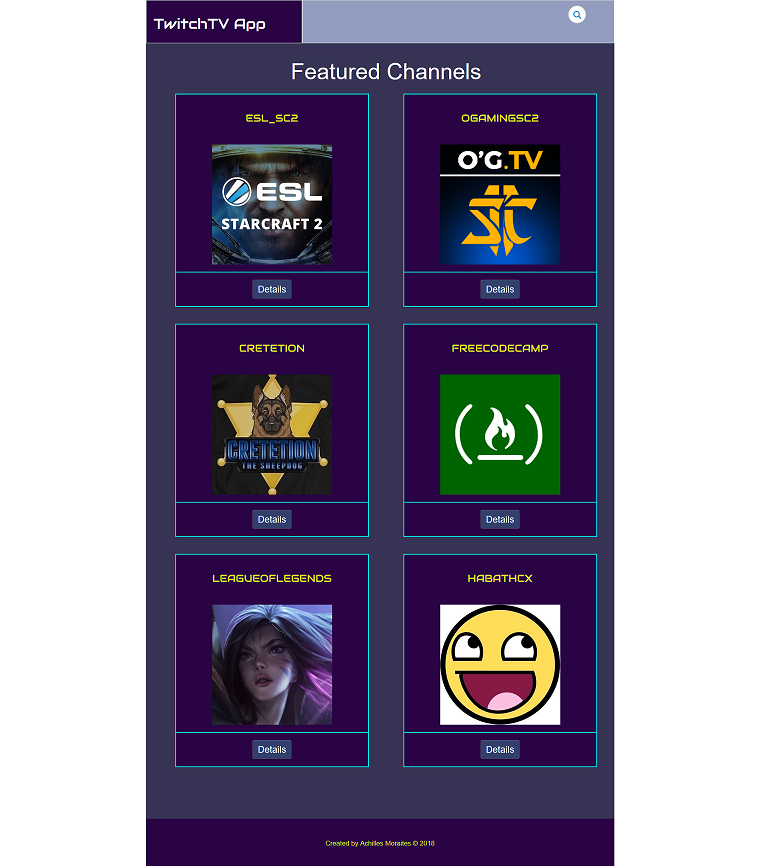 TwitchTV App
Featured Channels
ESL_SC2
OGAMINGSC2
ESL
STARCRAFT 2
O'G.TV
Details
Details
CRETETION
FREECODECAMP
CRETETION
THE SHEEPDOG
Details
Details
LEAGUEOFLEGENDS
HABATHCX
Details
Details
Created by Achilles Moraites © 2018